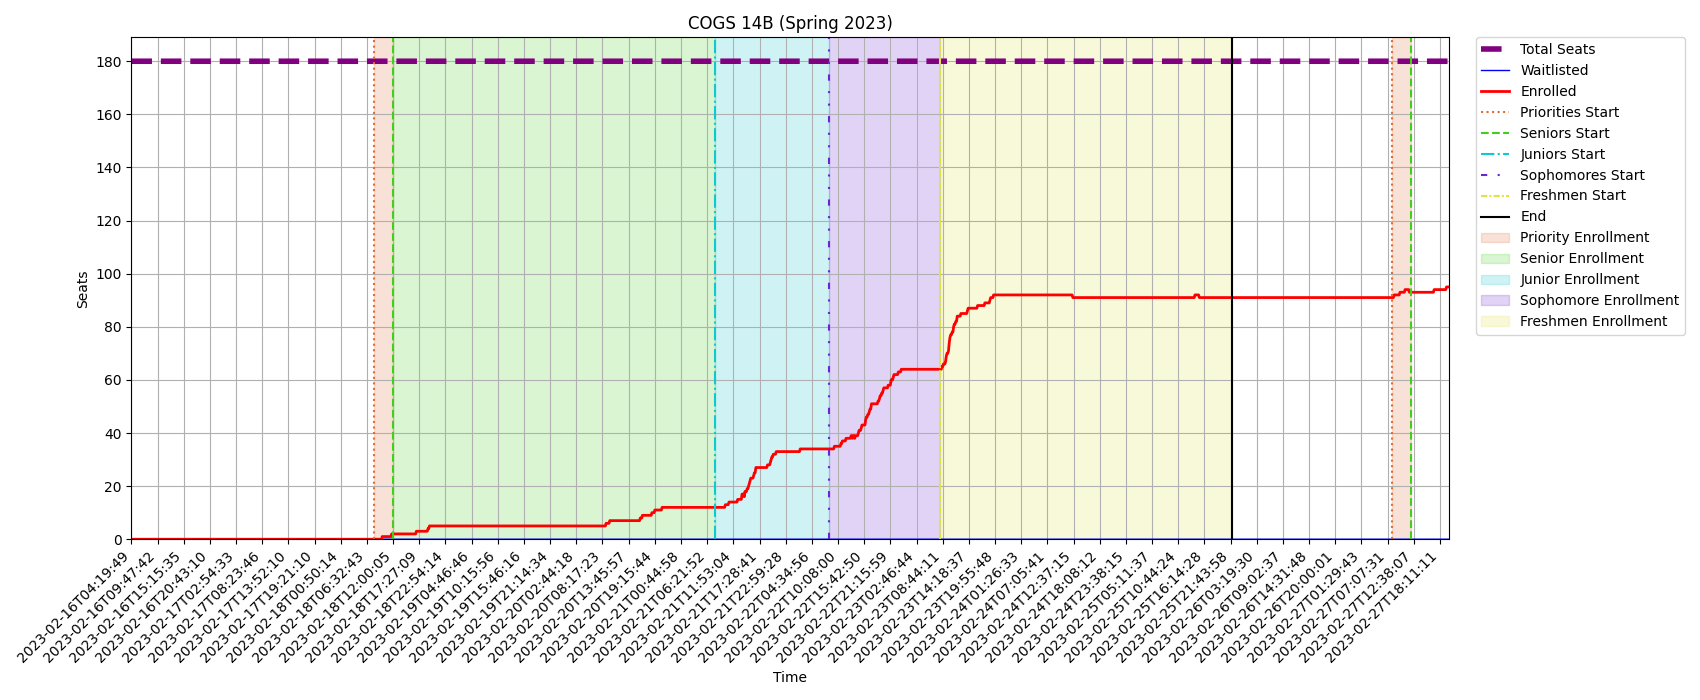 COGS 14B (Spring 2023)
Seats
180
160
140
120
100
80
60
40
20
0
2023-02-16T04:19:49
2023-02-16T09:47:42
2023-02-16T15:15:35
2023-02-16T20:43:10
2023-02-17T02:54:33
2023-02-17T08:23:46
2023-02-17T13:52:10
2023-02-17T19:21:10
2023-02-18T00:50:14
2023-02-18T06:32:43
2023-02-18T12:00:05
2023-02-18T17:27:09
2023-02-18T22:54:14
2023-02-19T04:46:46
2023-02-19T10:15:56
2023-02-19T15:46:16
2023-02-19T21:14:34
2023-02-20T02:44:18
2023-02-20T08:17:23
2023-02-20T13:45:57
2023-02-20T19:15:44
2023-02-21T00:44:58
2023-02-21T06:21:52
2023-02-21T11:53:04
2023-02-21T17:28:41
2023-02-21T22:59:28
2023-02-22T04:34:56
2023-02-22T10:08:00
2023-02-22T15:42:50
2023-02-22T21:15:59
2023-02-23T02:46:44
2023-02-23T08:44:11
2023-02-23T14:18:37
2023-02-23T19:55:48
2023-02-24T01:26:33
2023-02-24T07:05:41
2023-02-24T12:37:15
2023-02-24T18:08:12
2023-02-24T23:38:15
2023-02-25T05:11:37
2023-02-25T10:44:24
2023-02-25T16:14:28
2023-02-25T21:43:58
2023-02-26T03:19:30
2023-02-26T09:02:37
2023-02-26T14:31:48
2023-02-26T20:00:01
2023-02-27T01:29:43
2023-02-27T07:07:31
2023-02-27T12:38:07
2023-02-27T18:11:11
Time
Total Seats
Waitlisted
Enrolled
Priorities Start
Seniors Start
Juniors Start
Sophomores Start
Freshmen Start
End
Priority Enrollment
Senior Enrollment
Junior Enrollment
Sophomore Enrollment
Freshmen Enrollment